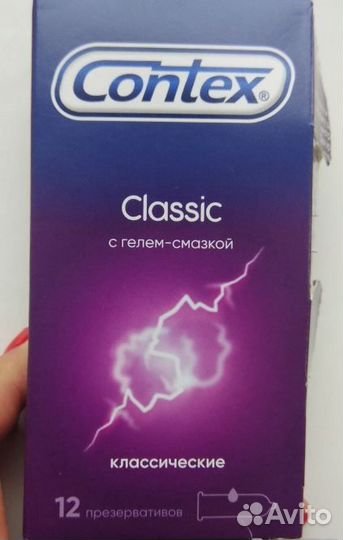 Contex®
Classic
с гелем-смазкой
классические
12 презервативов
Avito